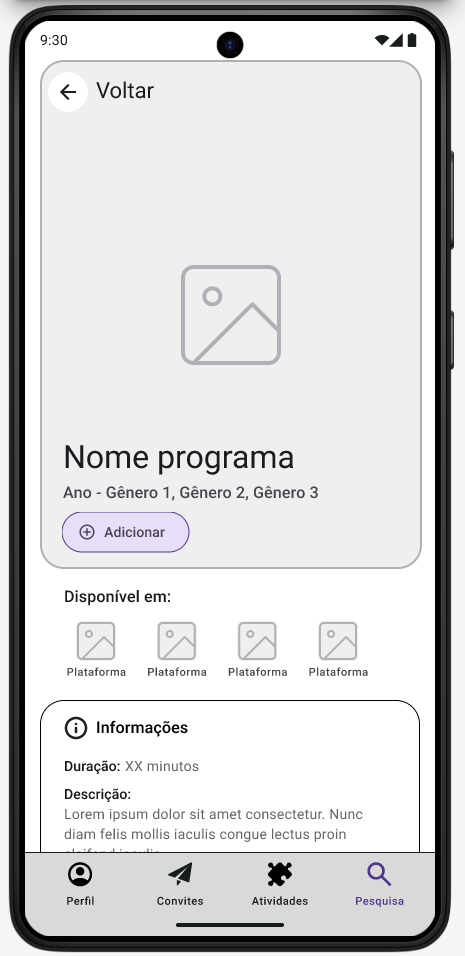 9:30
Voltar
Nome programa
Ano - Gênero 1, Gênero 2, Gênero 3
Adicionar
Disponível em:
Plataforma Plataforma Plataforma Plataforma
Informações
Duração: XX minutos
Descrição:
Lorem ipsum dolor sit amet consectetur. Nunc
diam felis mollis iaculis congue lectus proin
Perfil Convites Atividades Pesquisa